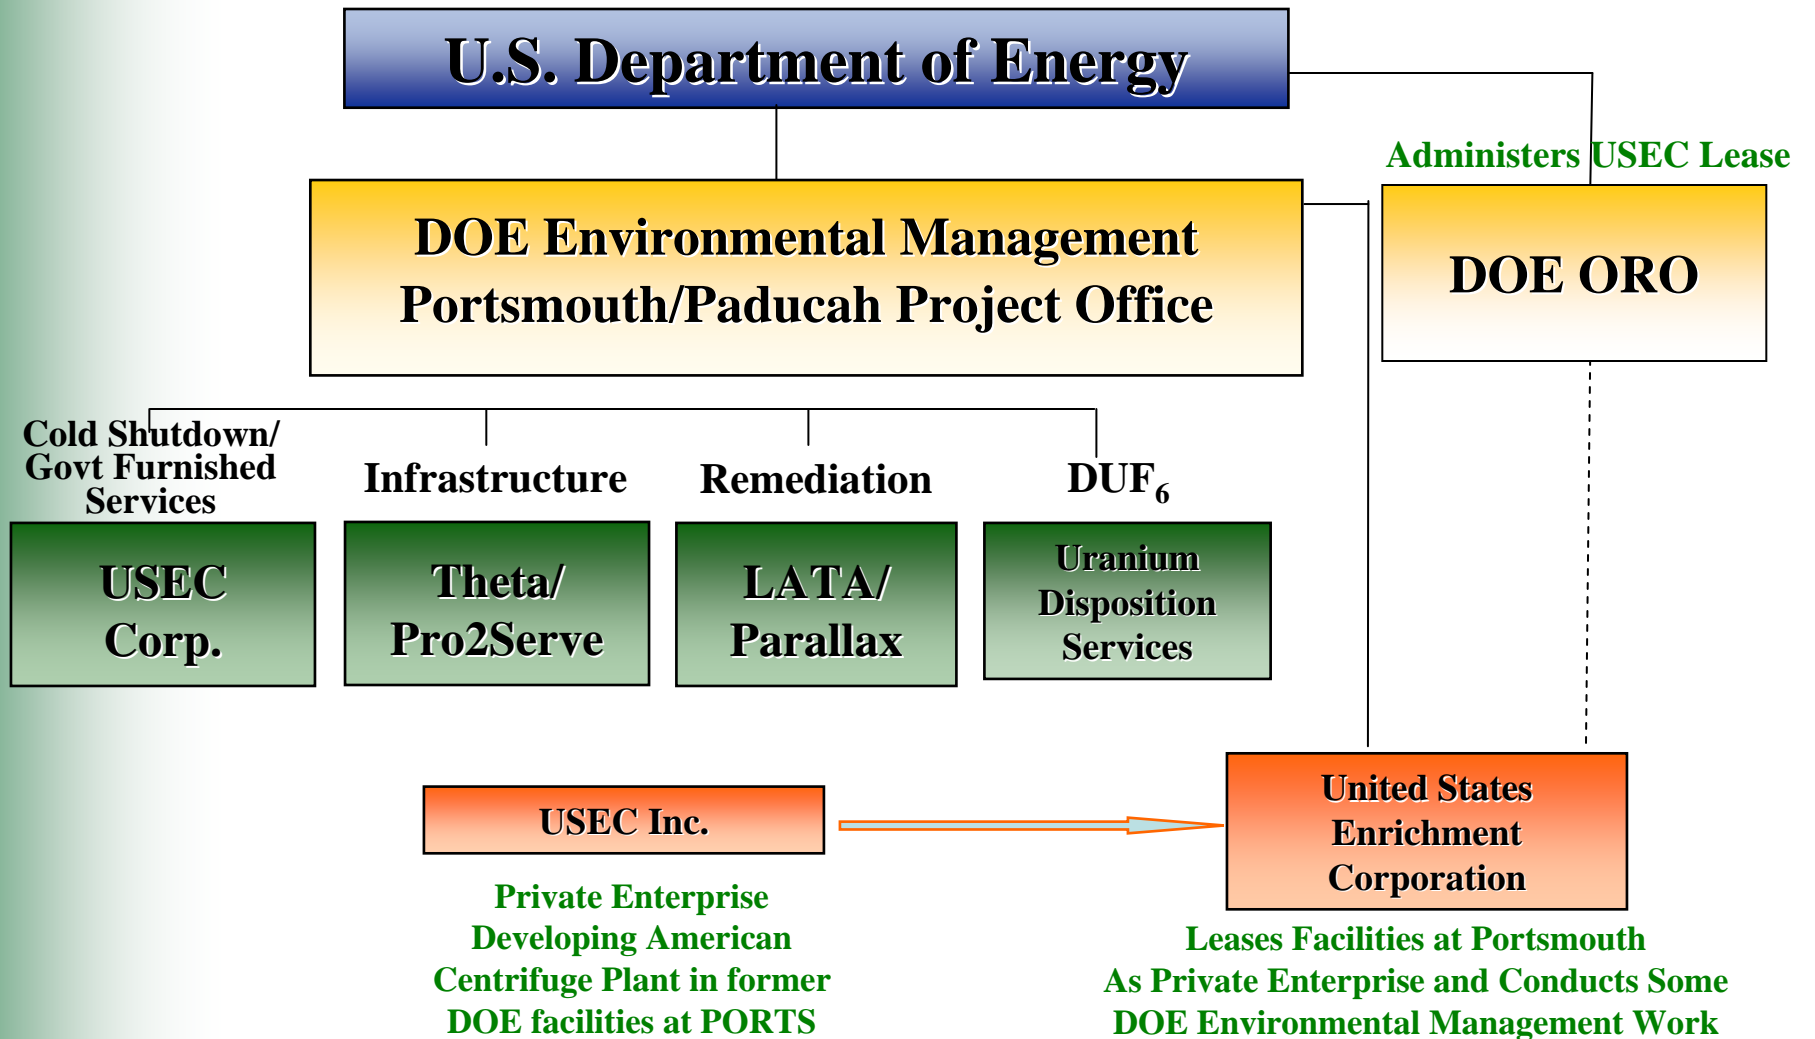 U.S. Department of Energy
Administers USEC Lease
DOE Environmental Management
Portsmouth/Paducah Project Office
DOE ORO
Cold Shutdown/
Govt Furnished
Services
Infrastructure
Remediation
DUF₆
USEC
Corp.
Theta/
Pro2Serve
LATA/
Parallax
Uranium
Disposition
Services
USEC Inc.
United States
Enrichment
Corporation
Private Enterprise
Developing American
Centrifuge Plant in former
DOE facilities at PORTS
Leases Facilities at Portsmouth
As Private Enterprise and Conducts Some
DOE Environmental Management Work